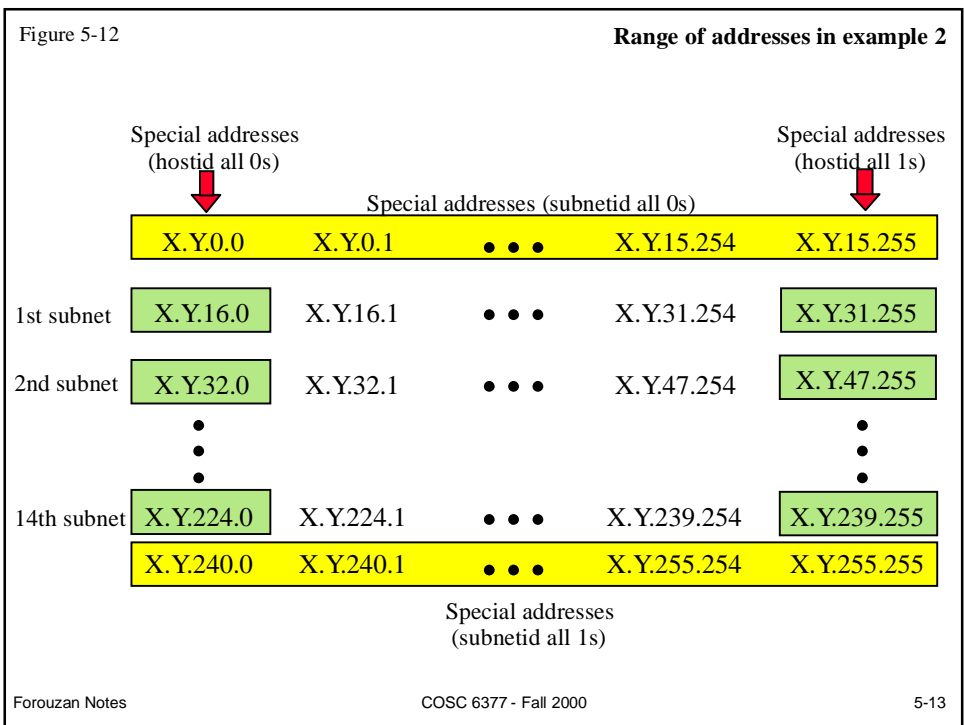 Figure 5-12 Range of addresses in example 2
Special addresses Special addresses
(hostid all 0s) (hostid all 1s)
Special addresses (subnetid all 0s)
X.Y.0.0 X.Y.0.1 ● ● ● X.Y.15.254 X.Y.15.255
1st subnet X.Y.16.0 X.Y.16.1 ● ● ● X.Y.31.254 X.Y.31.255
2nd subnet X.Y.32.0 X.Y.32.1 ● ● ● X.Y.47.254 X.Y.47.255
14th subnet X.Y.224.0 X.Y.224.1 ● ● ● X.Y.239.254 X.Y.239.255
X.Y.240.0 X.Y.240.1 ● ● ● X.Y.255.254 X.Y.255.255
Special addresses
(subnetid all 1s)
Forouzan Notes COSC 6377 - Fall 2000 5-13